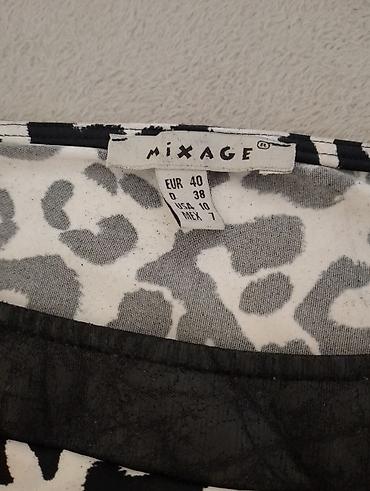 MiXAGE®
EUR 40
D 38
USA 10
MEX 7